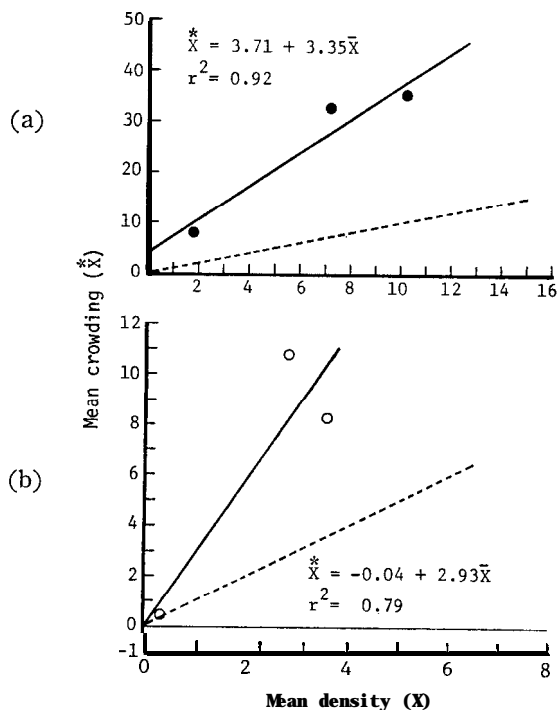 (a)
50
40
30
20
10
0
X* = 3.71 + 3.35X̄
r² = 0.92
2 4 6 8 10 12 14 16
Mean crowding (X*)
(b)
12
10
8
6
4
2
0
-1
X* = -0.04 + 2.93X̄
r² = 0.79
0 2 4 6 8
Mean density (X)